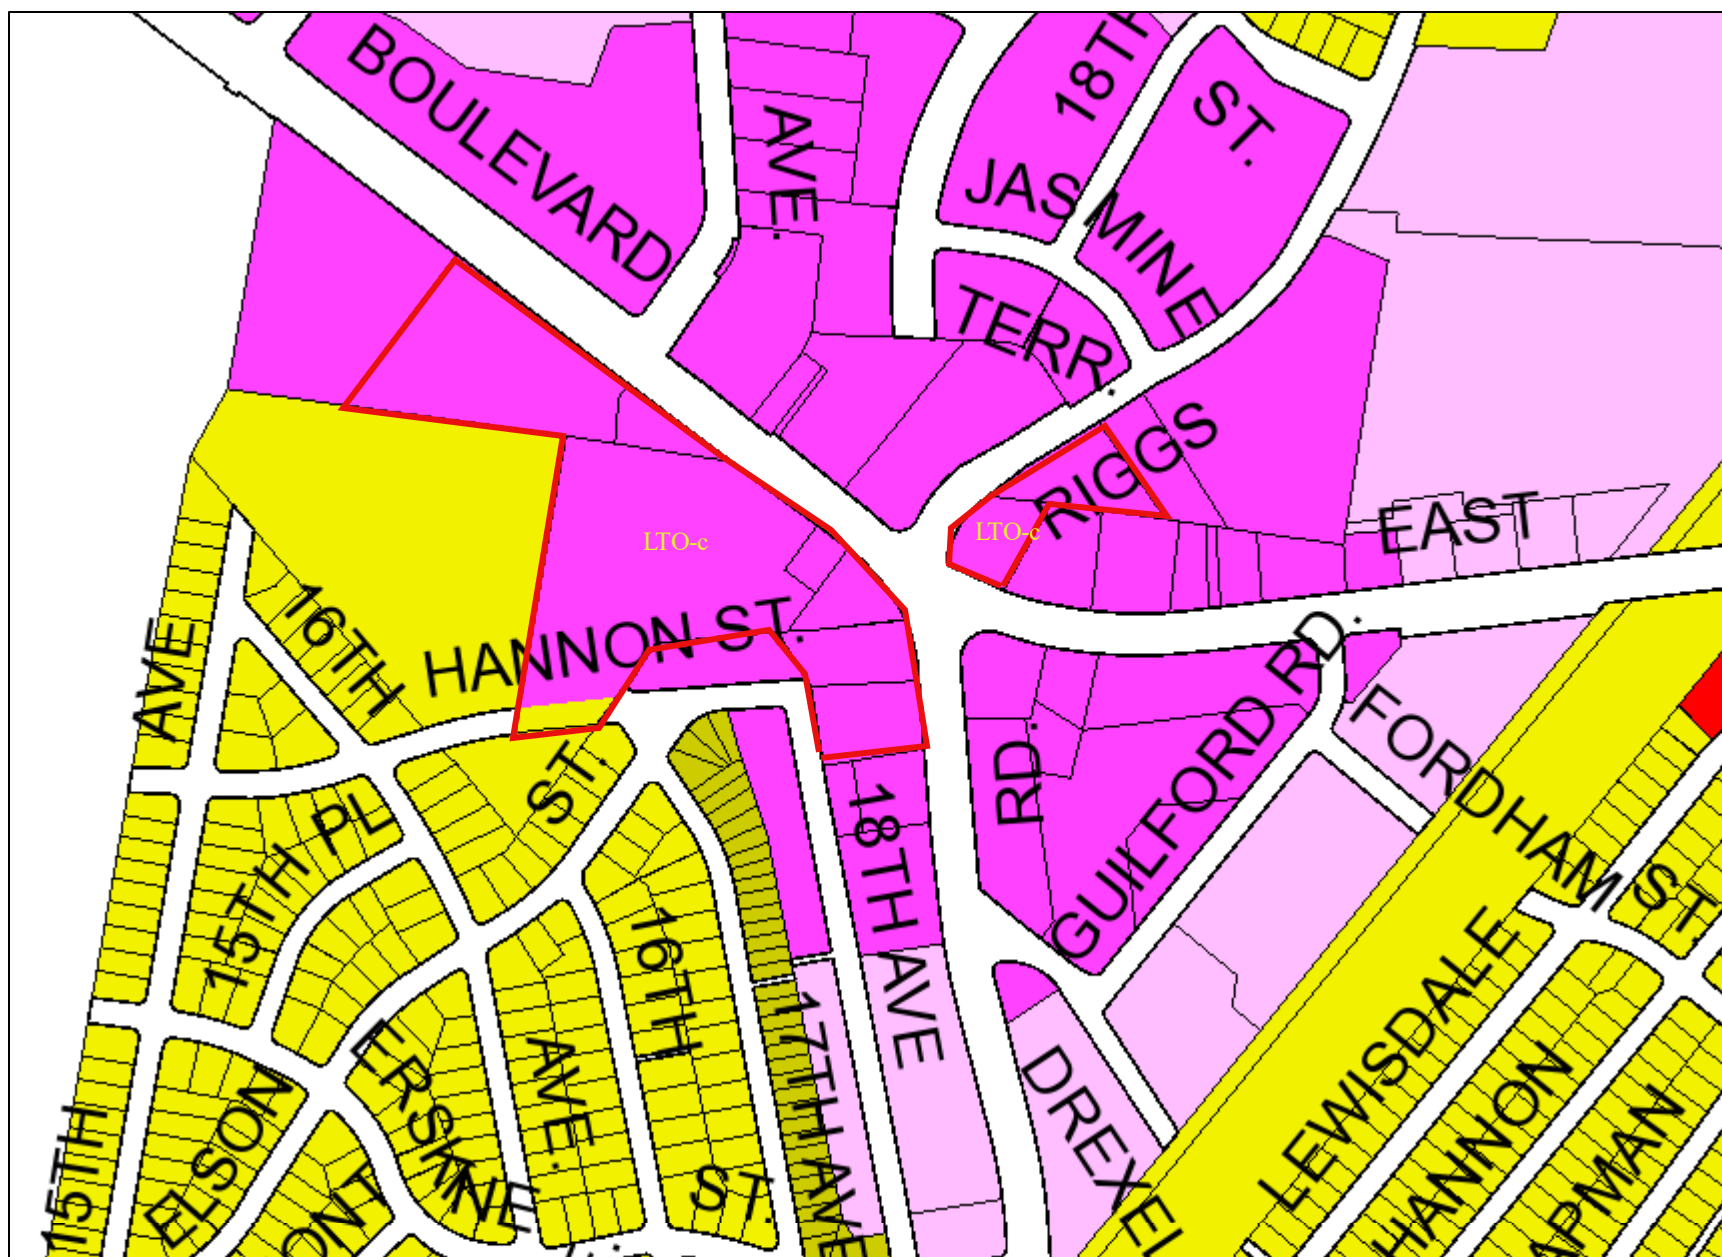 BOULEVARD
AVE.
18TH
ST.
JASMINE
TERR.
RIGGS
EAST
LTO-c
LTO-c
HANNON ST.
16TH
AVE
RD.
GUILFORD RD.
FORDHAM ST.
ST.
15TH PL
18TH AVE
16TH
LEWISDALE
17TH AVE
DREXEL
ERSKINE
AVE.
ST.
15TH
ELSON
HANNON